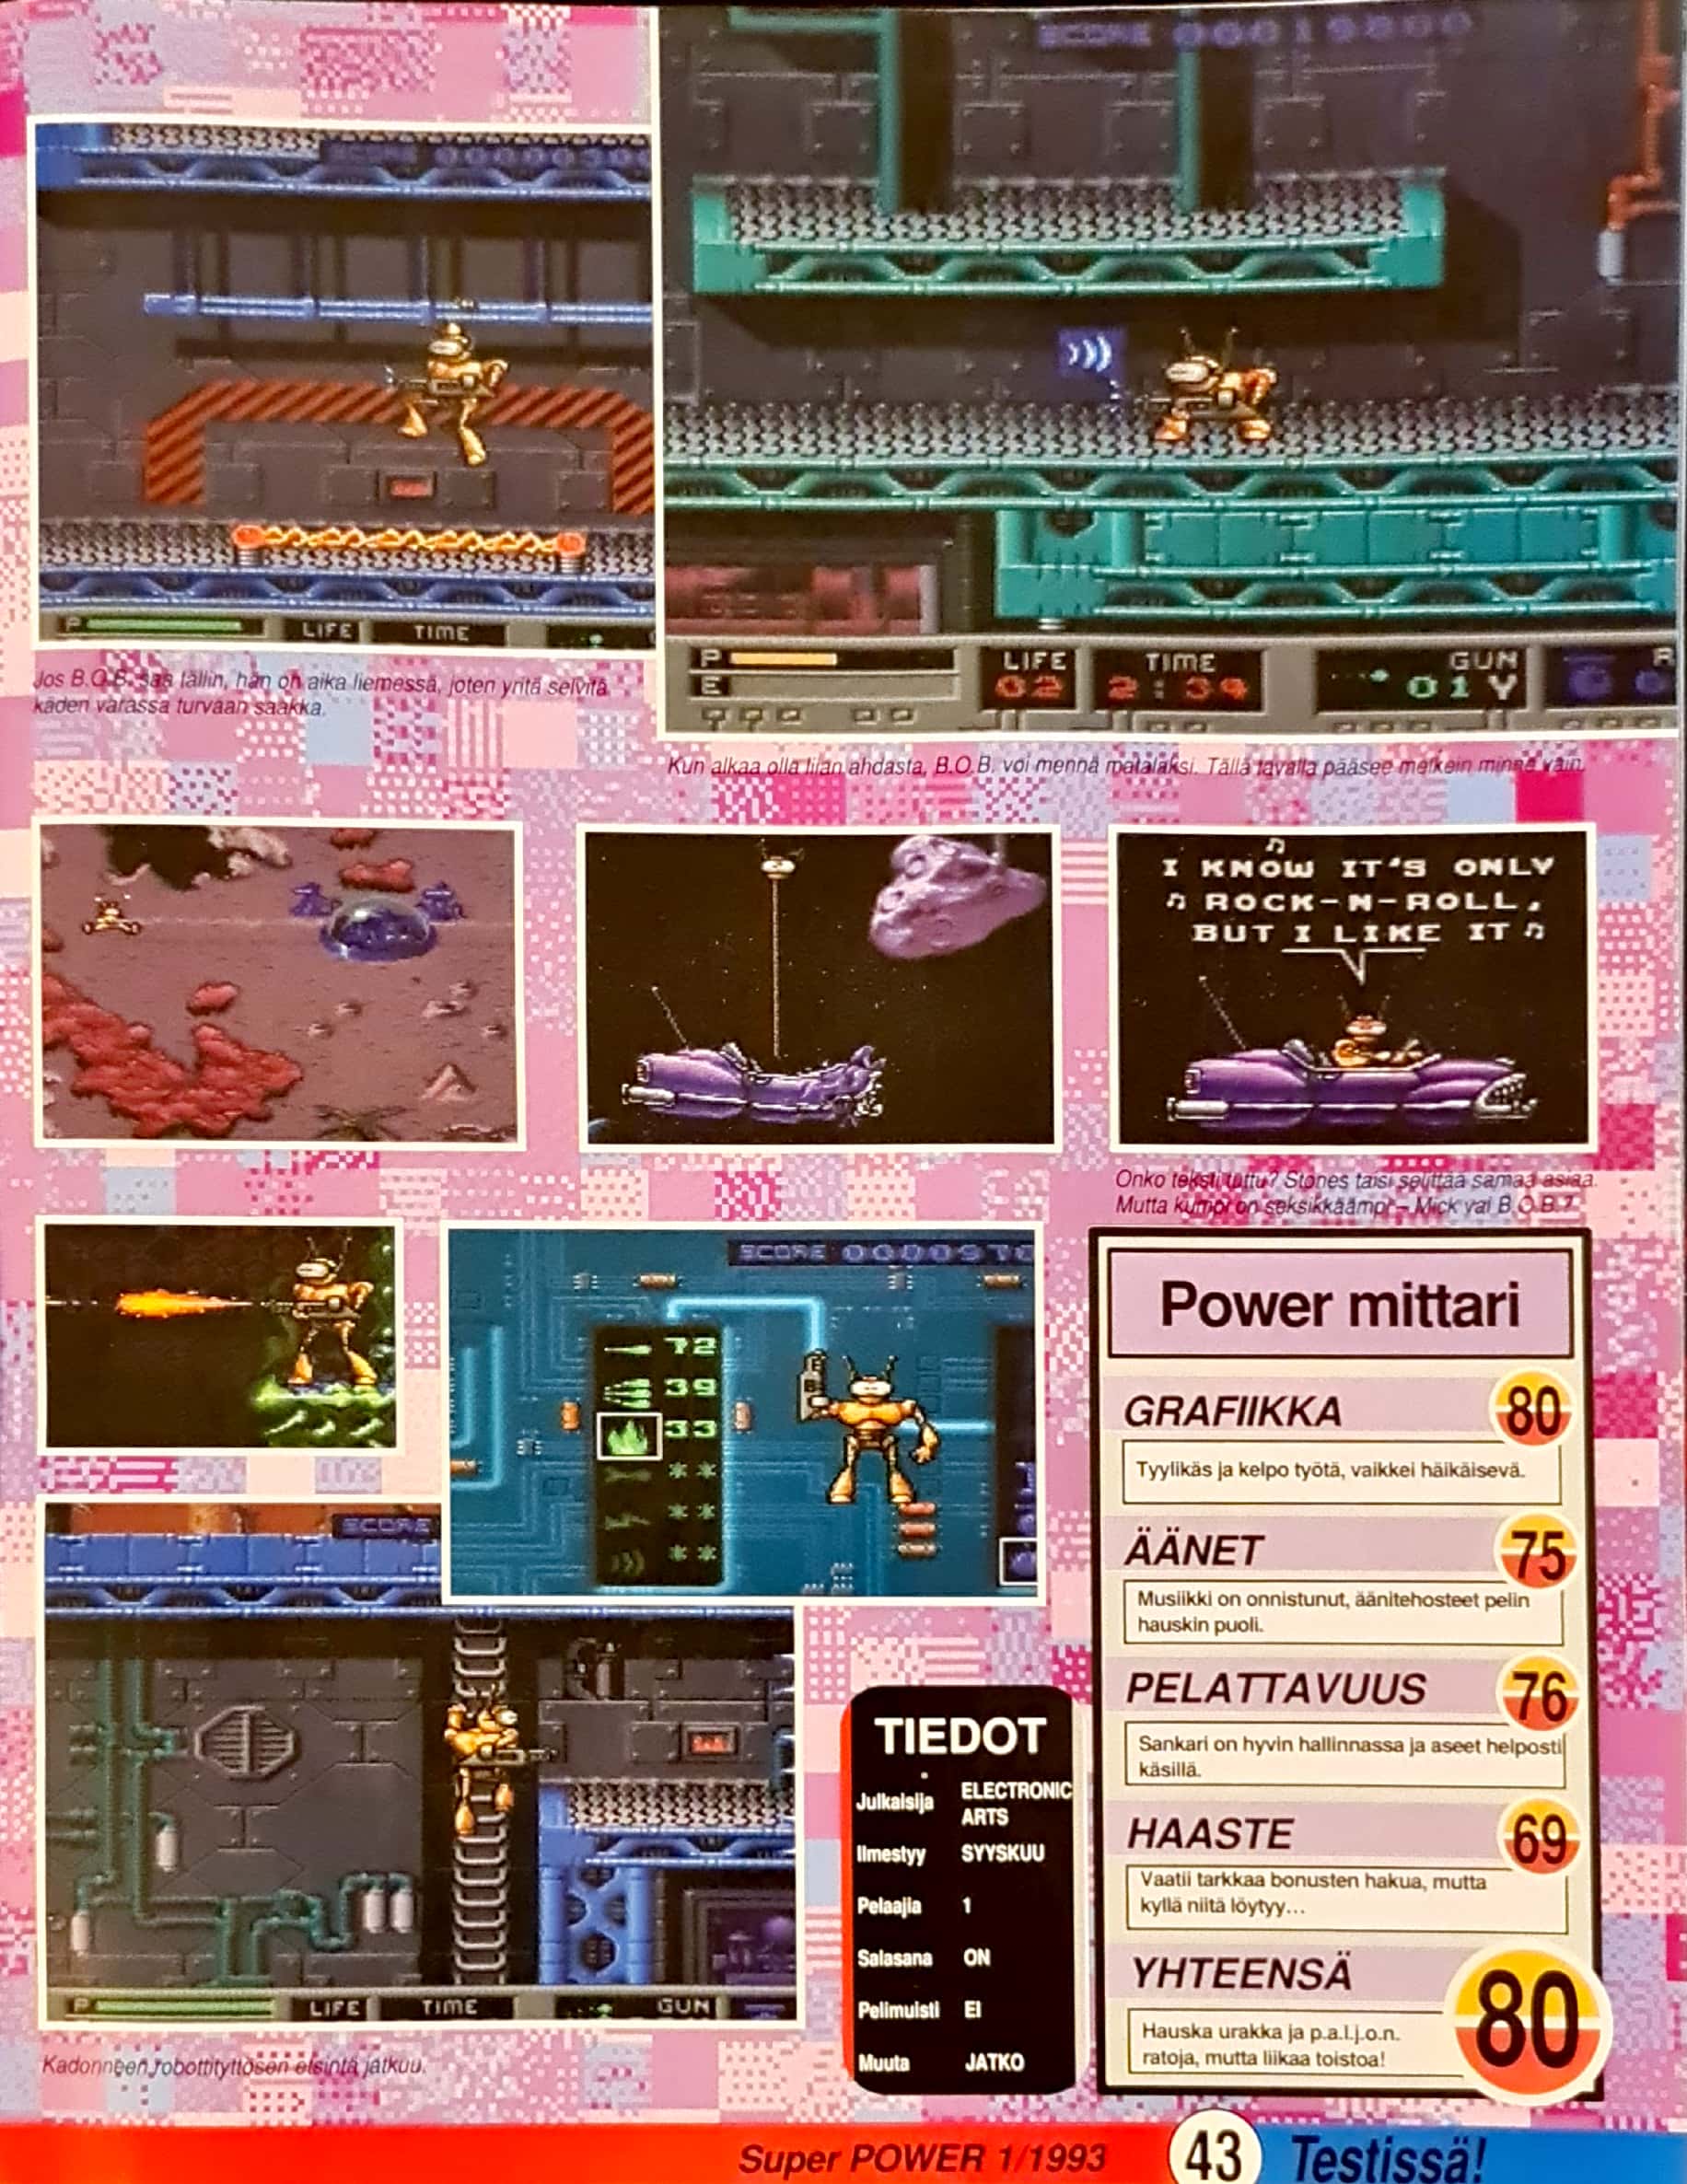 SCORE
SCORE
P
LIFE
TIME
P
E
LIFE
02
TIME
2:39
GUN
01
Jos B.O.B. saa tällin, hän on aika liemessä, joten yritä selvitä
käden varassa turvaan saakka.
Kun alkaa olla liian ahdasta, B.O.B. voi mennä matalaksi. Tällä tavalla pääsee melkein minne vain.
I KNOW IT'S ONLY
ROCK-N-ROLL,
BUT I LIKE IT
Onko teksti tuttu? Stones taisi selittää samaa asiaa.
Mutta kumpi on seksikkäämpi – Mick vai B.O.B.?
SCORE 0000970
72
39
33
**
**
**
SCORE
P
LIFE
TIME
GUN
Kadonneen robottityttösen etsintä jatkuu.
TIEDOT
Julkaisija ELECTRONIC
ARTS
Ilmestyy SYYSKUU
Pelaajia 1
Salasana ON
Pelimuisti EI
Muuta JATKO
Power mittari
GRAFIIKKA 80
Tyylikäs ja kelpo työtä, vaikkei häikäisevä.
ÄÄNET 75
Musiikki on onnistunut, äänitehosteet pelin
hauskin puoli.
PELATTAVUUS 76
Sankari on hyvin hallinnassa ja aseet helposti
käsillä.
HAASTE 69
Vaatii tarkkaa bonusten hakua, mutta
kyllä niitä löytyy...
YHTEENSÄ 80
Hauska urakka ja p.a.l.j.o.n.
ratoja, mutta liikaa toistoa!
Super POWER 1/1993 43 Testissä!